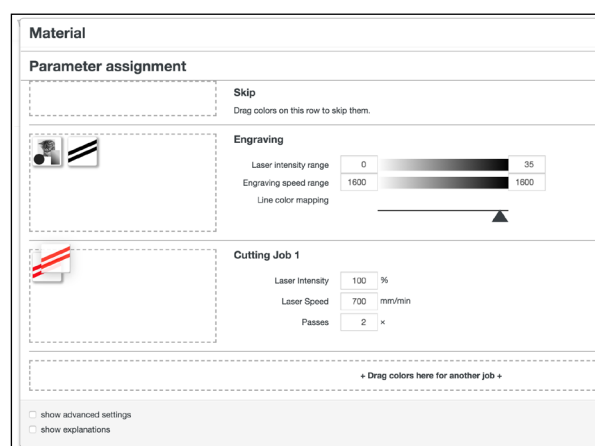 Material
Parameter assignment
Skip
Drag colors on this row to skip them.
Engraving
Laser intensity range 0 35
Engraving speed range 1600 1600
Line color mapping
Cutting Job 1
Laser Intensity 100 %
Laser Speed 700 mm/min
Passes 2 ×
+ Drag colors here for another job +
show advanced settings
show explanations